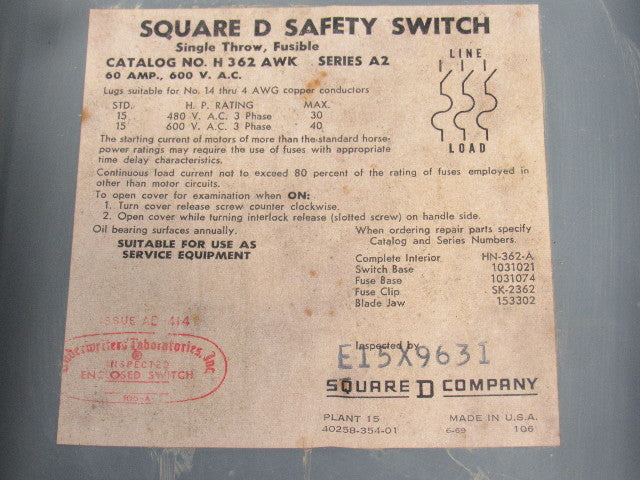 SQUARE D SAFETY SWITCH
Single Throw, Fusible
CATALOG NO. H 362 AWK SERIES A2
60 AMP., 600 V. A.C.
LINE
LOAD
Lugs suitable for No. 14 thru 4 AWG copper conductors
STD. H. P. RATING MAX.
15 480 V. A.C. 3 Phase 30
15 600 V. A.C. 3 Phase 40
The starting current of motors of more than the standard horse-
power ratings may require the use of fuses with appropriate
time delay characteristics.
Continuous load current not to exceed 80 percent of the rating of fuses employed in
other than motor circuits.
To open cover for examination when ON:
1. Turn cover release screw counter clockwise.
2. Open cover while turning interlock release (slotted screw) on handle side.
Oil bearing surfaces annually.
SUITABLE FOR USE AS
SERVICE EQUIPMENT
When ordering repair parts specify
Catalog and Series Numbers.
Complete Interior HN-362-A
Switch Base 1031021
Fuse Base 1031074
Fuse Clip SK-2362
Blade Jaw 153302
ISSUE AD 414
Underwriters Laboratories, Inc.
INSPECTED
ENCLOSED SWITCH
Inspected by
E15X9631
SQUARE D COMPANY
PLANT 15 MADE IN U.S.A.
40258-354-01 6-69 106